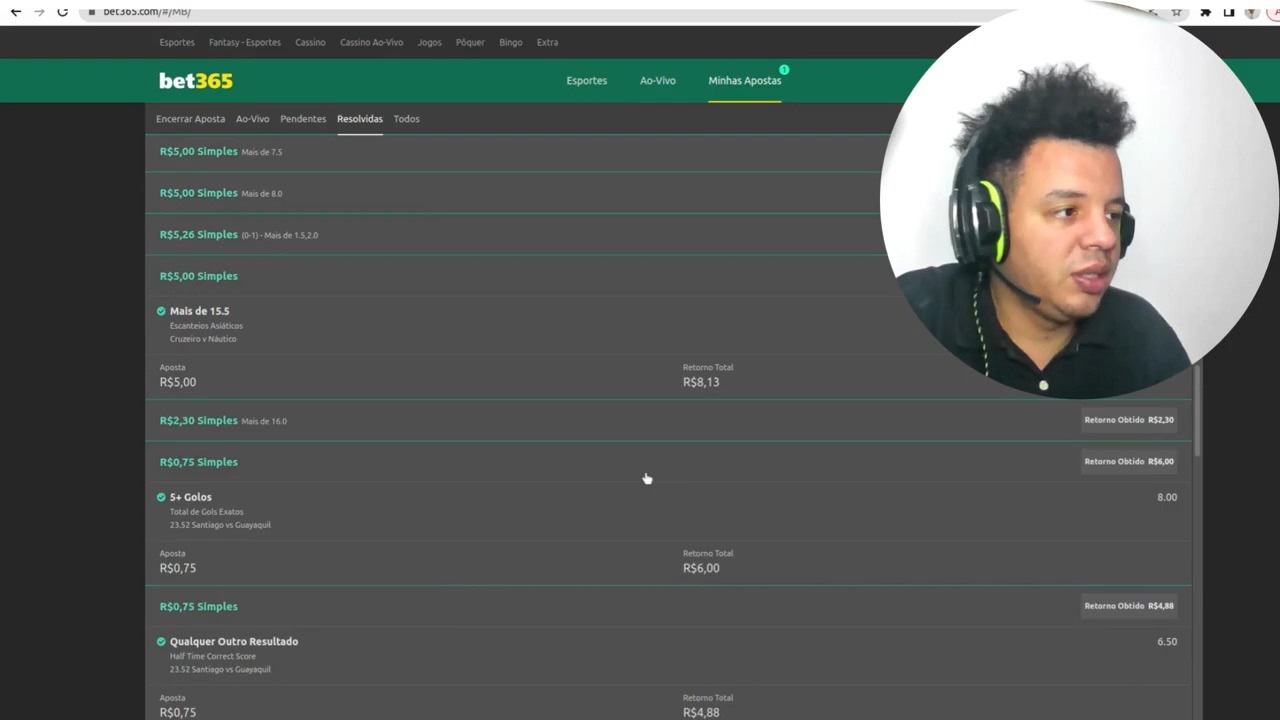 bet365.com/#/MB/
Esportes Fantasy - Esportes Cassino Cassino Ao-Vivo Jogos Pôquer Bingo Extra
bet365 Esportes Ao-Vivo Minhas Apostas 1
Encerrar Aposta Ao-Vivo Pendentes Resolvidas Todos
R$5,00 Simples Mais de 7.5
R$5,00 Simples Mais de 8.0
R$5,26 Simples (0-1) - Mais de 1.5,2.0
R$5,00 Simples
Mais de 15.5
Escanteios Asiáticos
Cruzeiro v Náutico
Aposta Retorno Total
R$5,00 R$8,13
R$2,30 Simples Mais de 16.0 Retorno Obtido R$2,30
R$0,75 Simples Retorno Obtido R$6,00
5+ Golos 8.00
Total de Gols Exatos
23.52 Santiago vs Guayaquil
Aposta Retorno Total
R$0,75 R$6,00
R$0,75 Simples Retorno Obtido R$4,88
Qualquer Outro Resultado 6.50
Half Time Correct Score
23.52 Santiago vs Guayaquil
Aposta Retorno Total
R$0,75 R$4,88